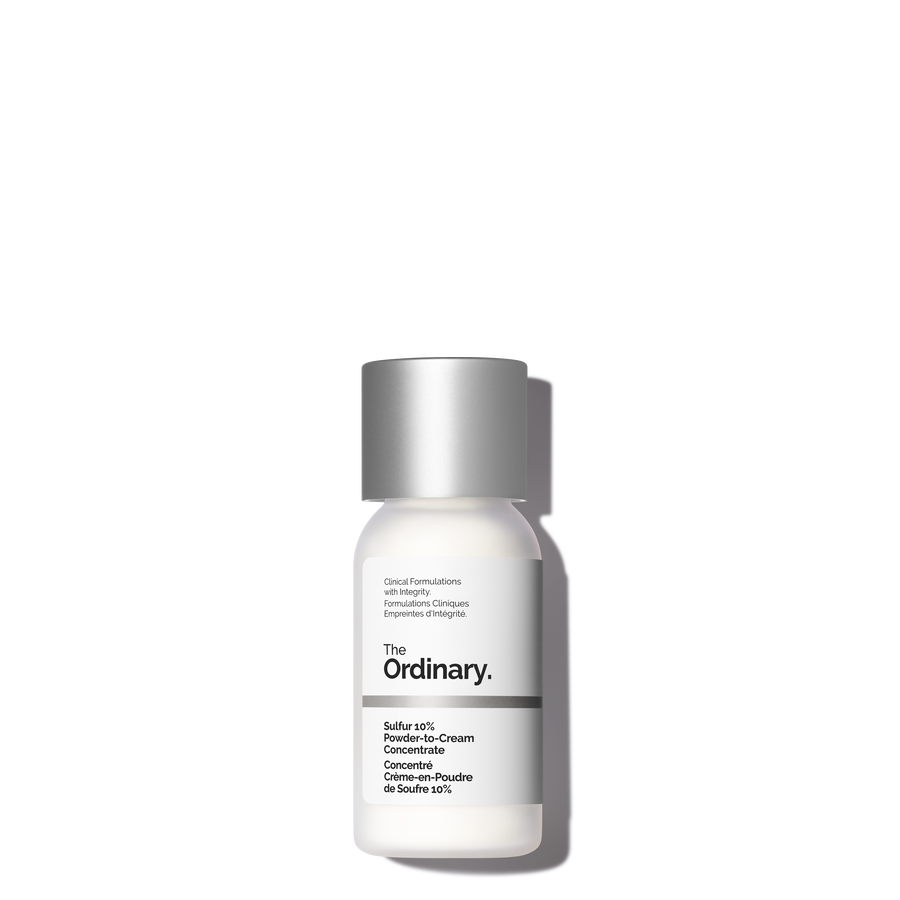 Clinical Formulations
with Integrity.
Formulations Cliniques
Empreintes d'Intégrité.
The
Ordinary.
Sulfur 10%
Powder-to-Cream
Concentrate
Concentré
Crème-en-Poudre
de Soufre 10%